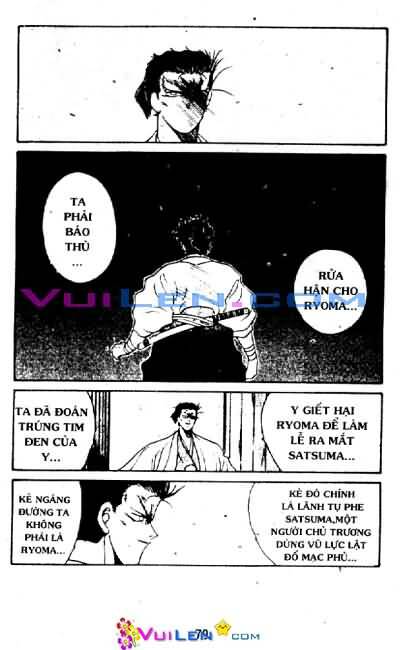 TA
PHẢI
BÁO
THÙ
...
RỬA
HẬN CHO
RYOMA...
VUILEN.COM
TA ĐÃ ĐOÁN
TRÚNG TIM
ĐEN CỦA
Y...
Y GIẾT HẠI
RYOMA ĐỂ LÀM
LỄ RA MẮT
SATSUMA...
KẺ NGÁNG
ĐƯỜNG TA
KHÔNG
PHẢI LÀ
RYOMA...
KẺ ĐÓ CHÍNH
LÀ LÃNH TỤ PHE
SATSUMA,MỘT
NGƯỜI CHỦ TRƯƠNG
DÙNG VŨ LỰC LẬT
ĐỔ MẠC PHỦ...
79
VUILEN.COM